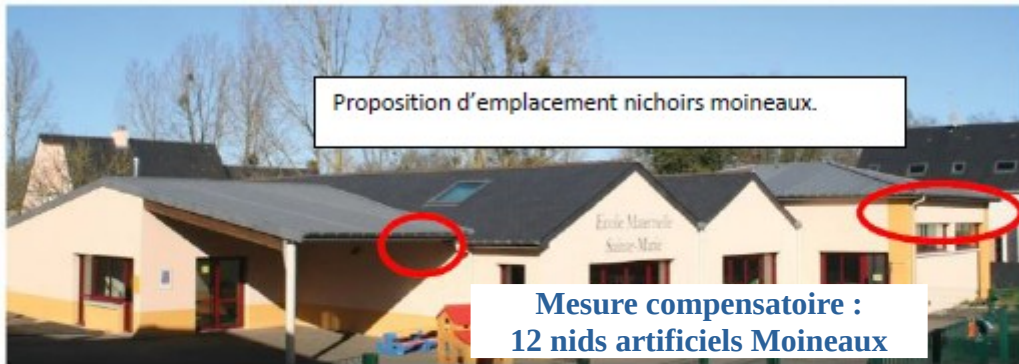 Proposition d'emplacement nichoirs moineaux.
Ecole Maternelle
Sainte-Marie
Mesure compensatoire :
12 nids artificiels Moineaux